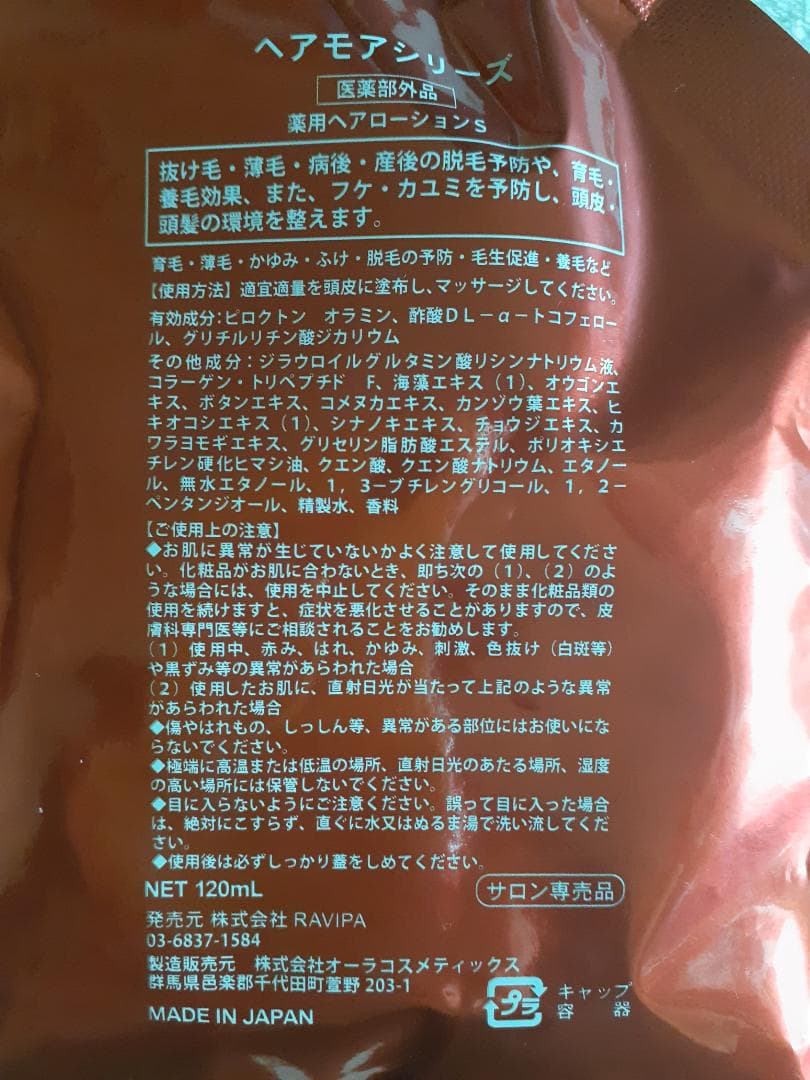 ヘアモアシリーズ
医薬部外品
薬用ヘアローションS
抜け毛・薄毛・病後・産後の脱毛予防や、育毛・
養毛効果、また、フケ・カユミを予防し、頭皮・
頭髪の環境を整えます。
育毛・薄毛・かゆみ・ふけ・脱毛の予防・毛生促進・養毛など
【使用方法】適宜適量を頭皮に塗布し、マッサージしてください。
有効成分:ピロクトン オラミン、酢酸DL－α－トコフェロー
ル、グリチルリチン酸ジカリウム
その他成分:ジラウロイルグルタミン酸リシンナトリウム液、
コラーゲン・トリペプチド F、海藻エキス（1）、オウゴンエ
キス、ボタンエキス、コメヌカエキス、カンゾウ葉エキス、ヒ
キオコシエキス（1）、シナノキエキス、チョウジエキス、カ
ワラヨモギエキス、グリセリン脂肪酸エステル、ポリオキシエ
チレン硬化ヒマシ油、クエン酸、クエン酸ナトリウム、エタノー
ル、無水エタノール、1，3－ブチレングリコール、1，2－
ペンタンジオール、精製水、香料
【ご使用上の注意】
◆お肌に異常が生じていないかよく注意して使用してくださ
い。化粧品がお肌に合わないとき、即ち次の（1）、（2）のよ
うな場合には、使用を中止してください。そのまま化粧品類の
使用を続けますと、症状を悪化させることがありますので、皮
膚科専門医等にご相談されることをお勧めします。
（1）使用中、赤み、はれ、かゆみ、刺激、色抜け（白斑等）
や黒ずみ等の異常があらわれた場合
（2）使用したお肌に、直射日光が当たって上記のような異常
があらわれた場合
◆傷やはれもの、しっしん等、異常がある部位にはお使いにな
らないでください。
◆極端に高温または低温の場所、直射日光のあたる場所、湿度
の高い場所には保管しないでください。
◆目に入らないようにご注意ください。誤って目に入った場合
は、絶対にこすらず、直ぐに水又はぬるま湯で洗い流してくだ
さい。
◆使用後は必ずしっかり蓋をしめてください。
NET 120mL
サロン専売品
発売元 株式会社 RAVIPA
03-6837-1584
製造販売元 株式会社オーラコスメティックス
群馬県邑楽郡千代田町萱野 203-1
MADE IN JAPAN
プラ
キャップ
容器